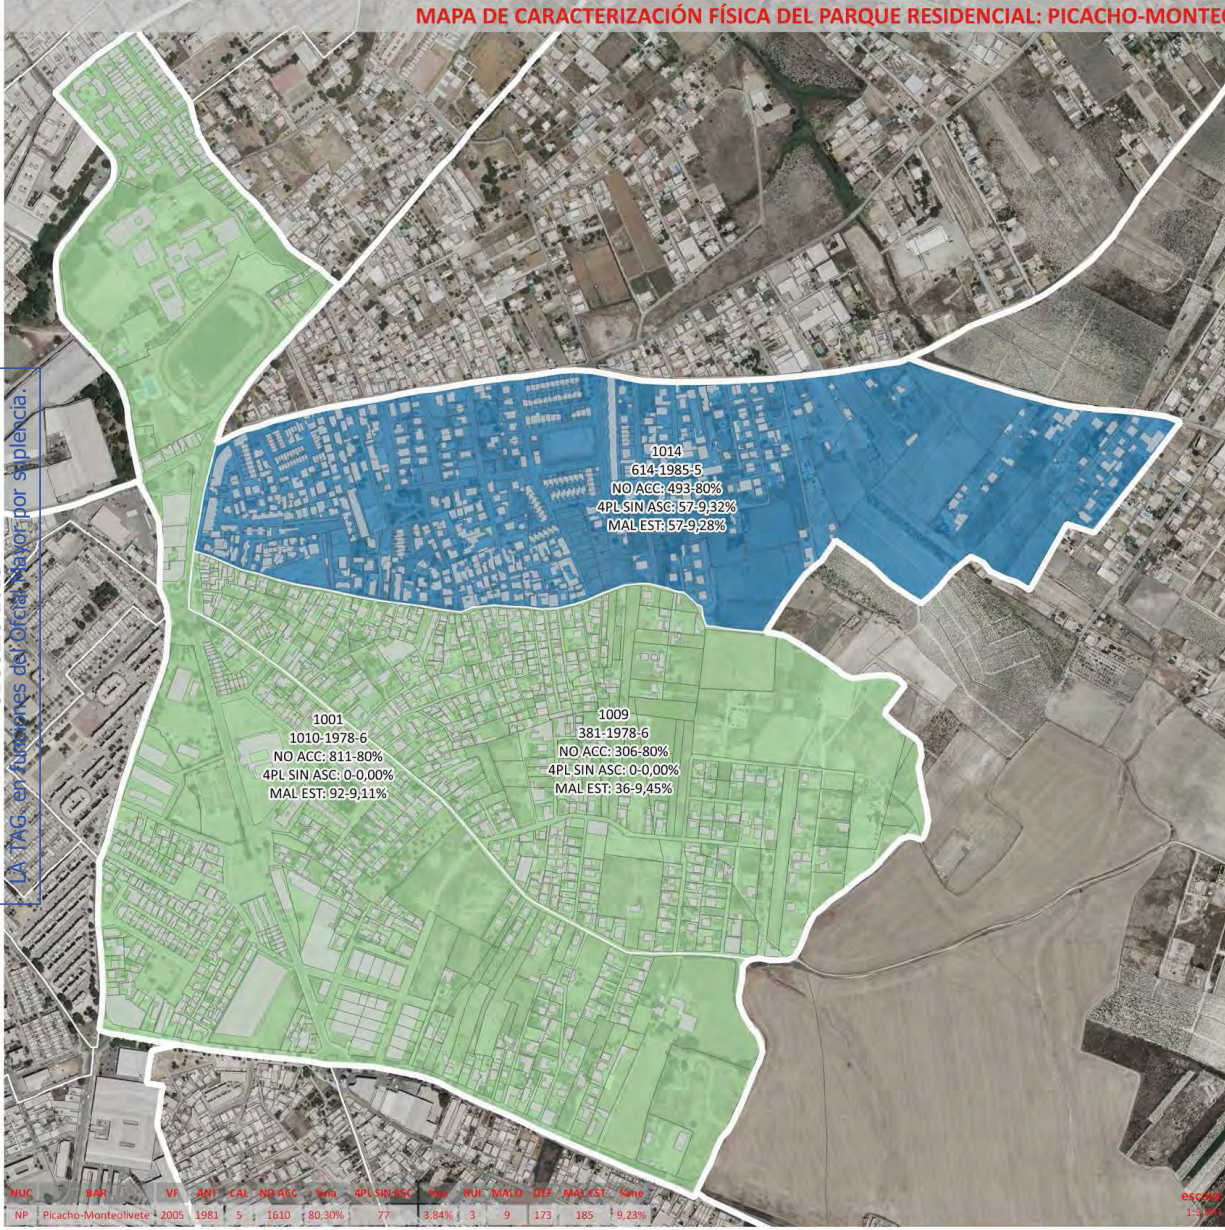 MAPA DE CARACTERIZACIÓN FÍSICA DEL PARQUE RESIDENCIAL: PICACHO-MONTE
LA TAG. en funciones del Oficial Mayor por suplencia.
1014
614-1985-5
NO ACC: 493-80%
4PL SIN ASC: 57-9,32%
MAL EST: 57-9,28%
1001
1010-1978-6
NO ACC: 811-80%
4PL SIN ASC: 0-0,00%
MAL EST: 92-9,11%
1009
381-1978-6
NO ACC: 306-80%
4PL SIN ASC: 0-0,00%
MAL EST: 36-9,45%
NUC BAR VF ANT CAL NO ACC %na 4PL SIN ASC RUI MALO DEF MAL EST %me
NP Picacho-Monteolivete 2005 1981 5 1610 80,30% 77 3,84% 3 9 173 185 9,23%
escala